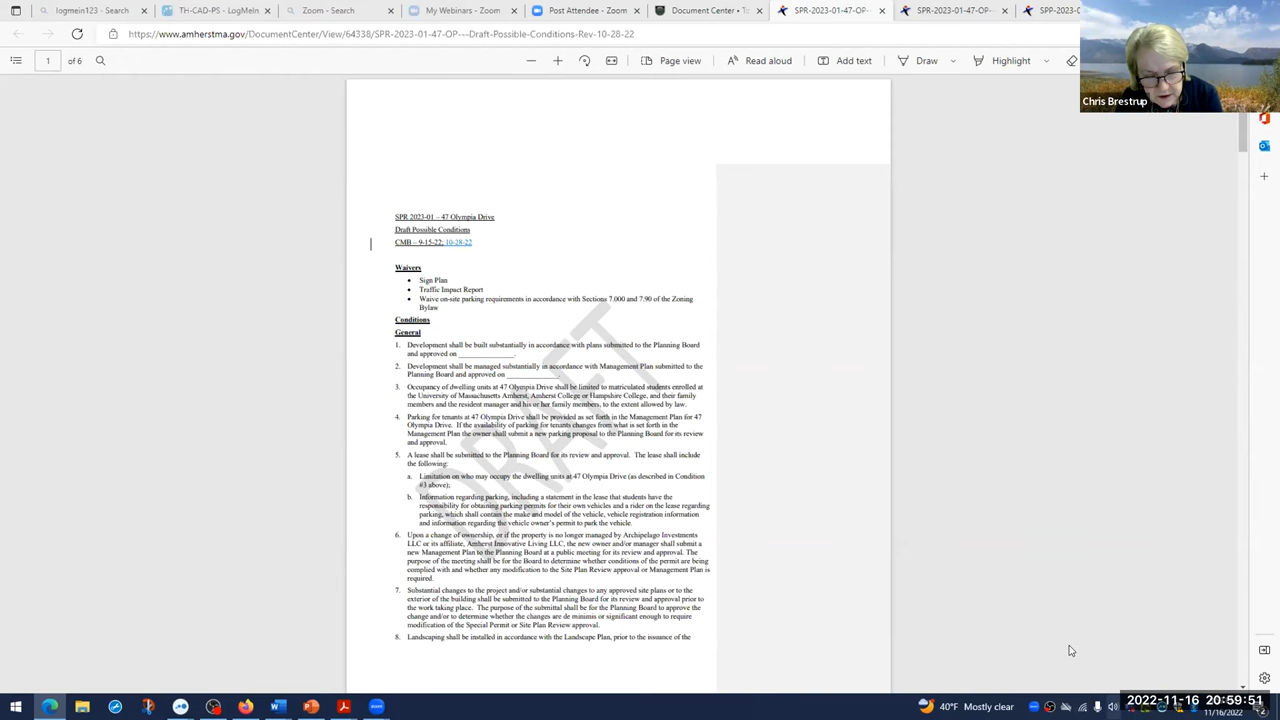 logmein123 - Search
TH-CAD-PS - LogMeIn
Zoom - Search
Document Center •
SPR-2023-01-47-OP-
SPR-2023-01-47-OP-
SPR-2023-0
https://www.amherstma.gov/DocumentCenter/View/64338/SPR-2023-01-47-OP---Draft-Possible-Conditions-Rev-10-28-22
1 of 6
Page view
Read aloud
Add text
Draw
Highlight
Chris Brestrup
SPR 2023-01 – 47 Olympia Drive
Draft Possible Conditions
CMB – 9-15-22; 10-28-22
Waivers
• Sign Plan
• Traffic Impact Report
• Waive on-site parking requirements in accordance with Sections 7.000 and 7.90 of the Zoning
Bylaw
Conditions
General
1. Development shall be built substantially in accordance with plans submitted to the Planning Board
and approved on ________________.
2. Development shall be managed substantially in accordance with Management Plan submitted to the
Planning Board and approved on _______________.
3. Occupancy of dwelling units at 47 Olympia Drive shall be limited to matriculated students enrolled at
the University of Massachusetts Amherst, Amherst College or Hampshire College, and their family
members and the resident manager and his or her family members, to the extent allowed by law.
4. Parking for tenants at 47 Olympia Drive shall be provided as set forth in the Management Plan for 47
Olympia Drive. If the availability of parking for tenants changes from what is set forth in the
Management Plan the owner shall submit a new parking proposal to the Planning Board for its review
and approval.
5. A lease shall be submitted to the Planning Board for its review and approval. The lease shall include
the following:
a. Limitation on who may occupy the dwelling units at 47 Olympia Drive (as described in Condition
#3 above);
b. Information regarding parking, including a statement in the lease that students have the
responsibility for obtaining parking permits for their own vehicles and a rider on the lease regarding
parking, which shall contain the make and model of the vehicle, vehicle registration information
and information regarding the vehicle owner's permit to park the vehicle.
6. Upon a change of ownership, or if the property is no longer managed by Archipelago Investments
LLC or its affiliate, Amherst Innovative Living LLC, the new owner and/or manager shall submit a
new Management Plan to the Planning Board at a public meeting for its review and approval. The
purpose of the meeting shall be for the Board to determine whether conditions of the permit are being
complied with and whether any modification to the Site Plan Review approval or Management Plan is
required.
7. Substantial changes to the project and/or substantial changes to any approved site plans or to the
exterior of the building shall be submitted to the Planning Board for its review and approval prior to
the work taking place. The purpose of the submittal shall be for the Planning Board to approve the
change and/or to determine whether the changes are de minimis or significant enough to require
modification of the Special Permit or Site Plan Review approval.
8. Landscaping shall be installed in accordance with the Landscape Plan, prior to the issuance of the
DRAFT
40°F Mostly clear
2022-11-16 20:59:51
11/16/2022